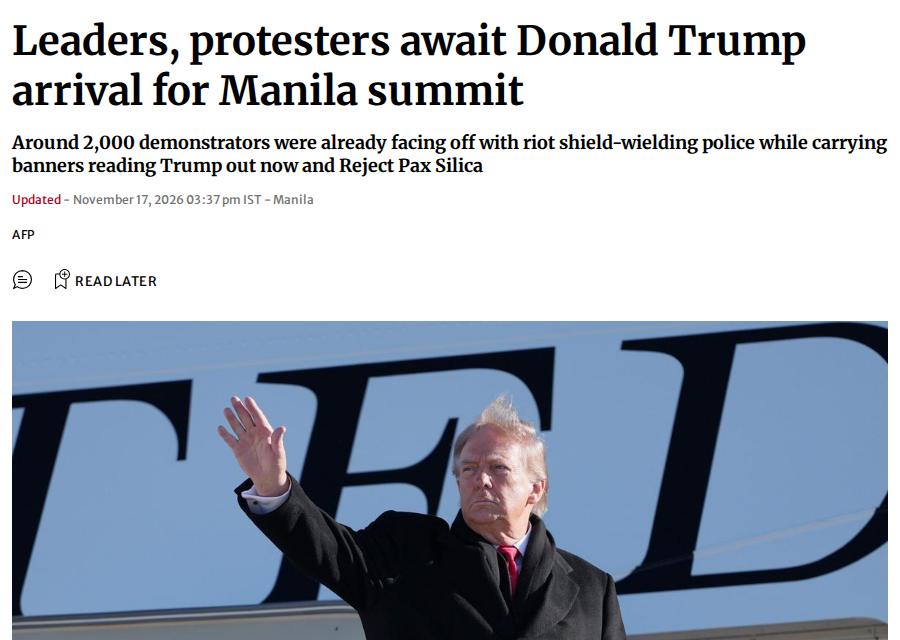 Leaders, protesters await Donald Trump
arrival for Manila summit
Around 2,000 demonstrators were already facing off with riot shield-wielding police while carrying
banners reading Trump out now and Reject Pax Silica
Updated - November 17, 2026 03:37 pm IST - Manila
AFP
READ LATER
TED